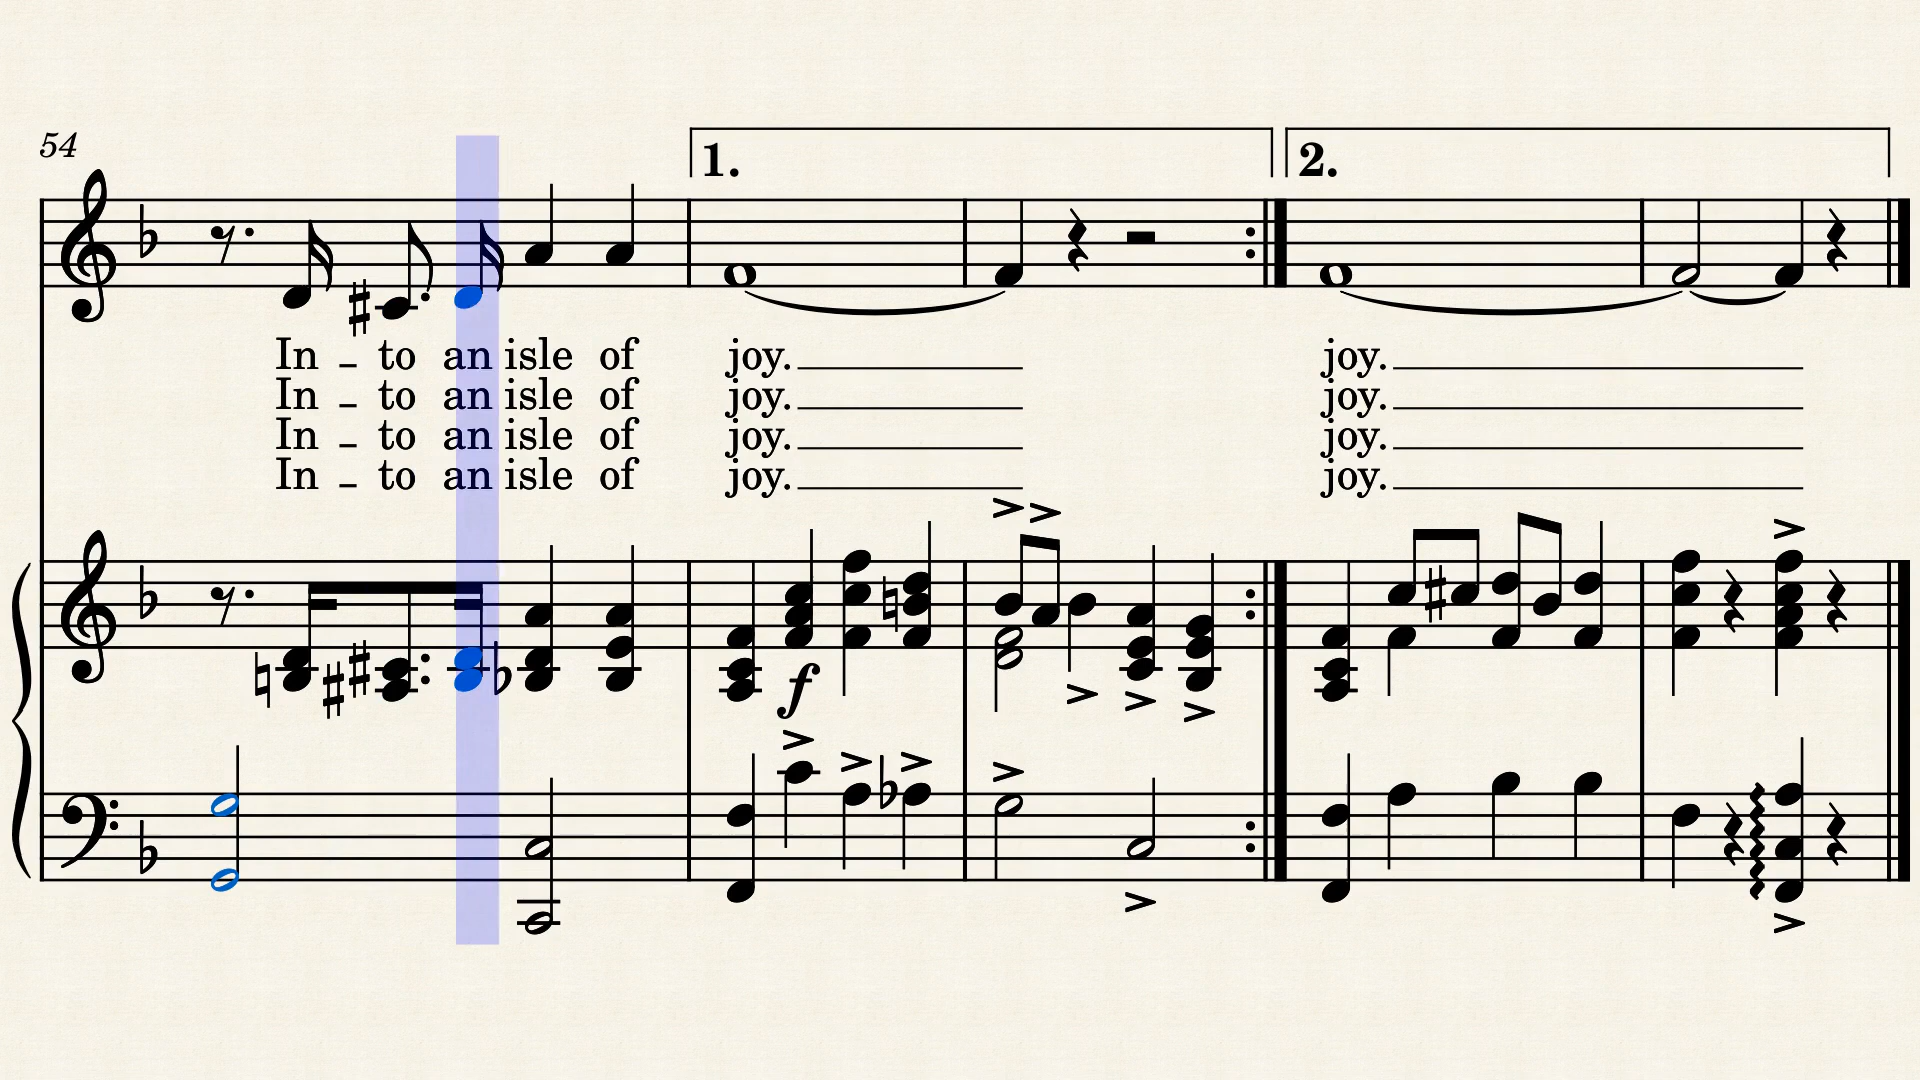 54
1. 2.
In - to an isle of joy. joy.
In - to an isle of joy. joy.
In - to an isle of joy. joy.
In - to an isle of joy. joy.
f